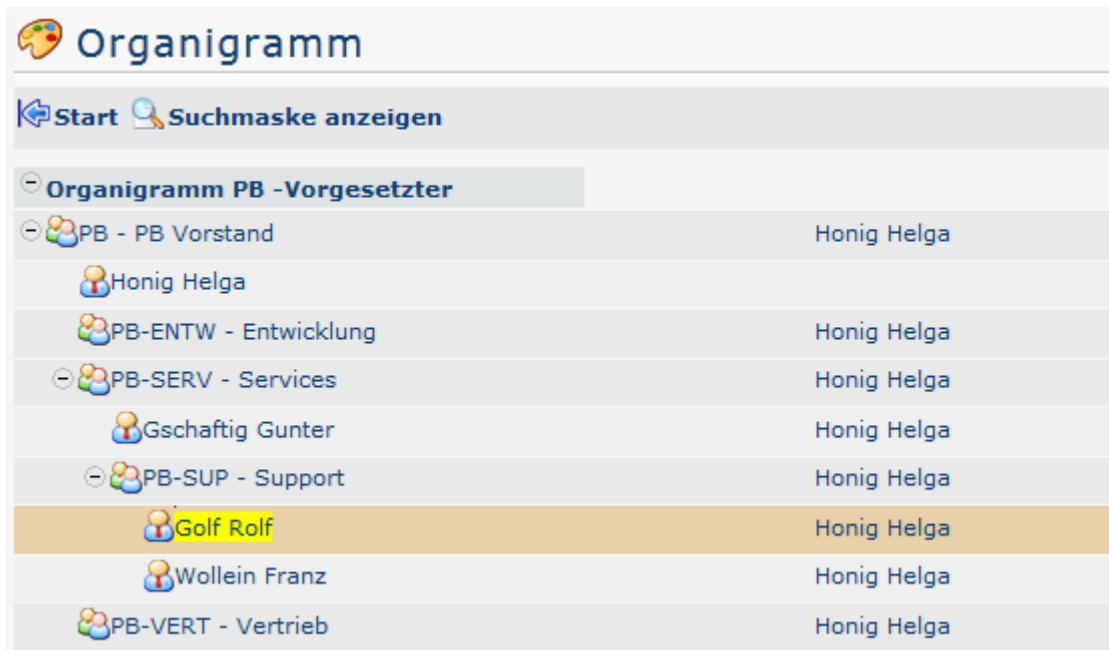 Organigramm
Start Suchmaske anzeigen
Organigramm PB -Vorgesetzter
PB - PB Vorstand Honig Helga
Honig Helga
PB-ENTW - Entwicklung Honig Helga
PB-SERV - Services Honig Helga
Gschaftig Gunter Honig Helga
PB-SUP - Support Honig Helga
Golf Rolf Honig Helga
Wollein Franz Honig Helga
PB-VERT - Vertrieb Honig Helga